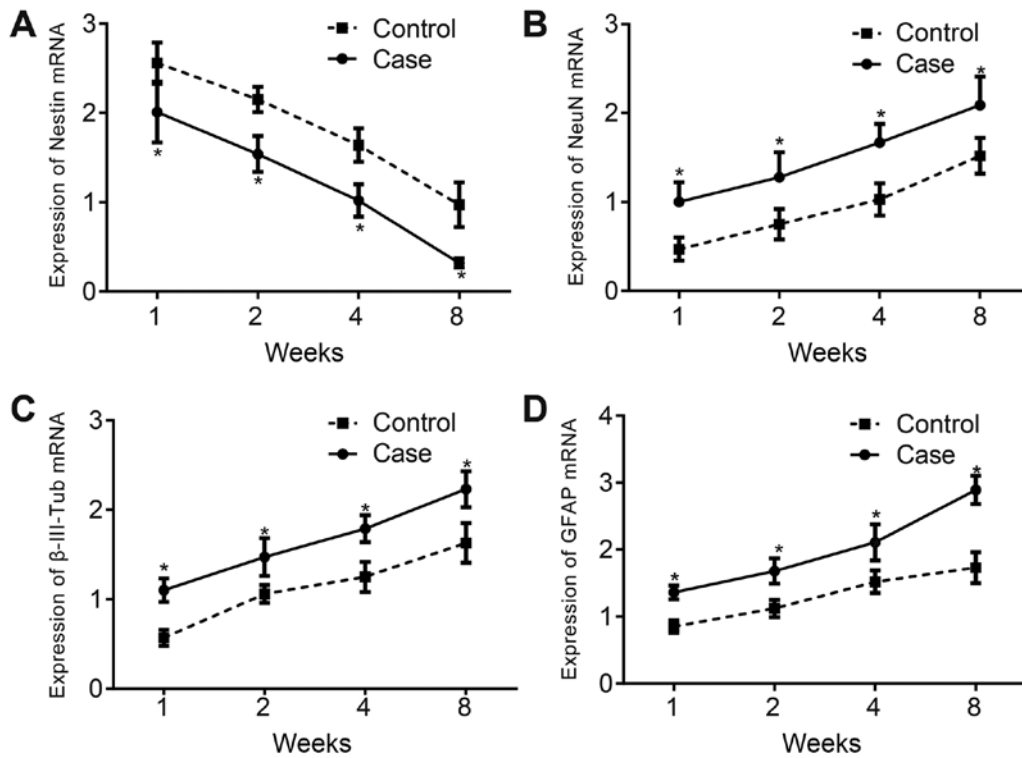 A
Expression of Nestin mRNA
3
2
1
0
Control
Case
*
*
*
*
1 2 4 8
Weeks
B
Expression of NeuN mRNA
3
2
1
0
Control
Case
*
*
*
*
1 2 4 8
Weeks
C
Expression of β-III-Tub mRNA
3
2
1
0
Control
Case
*
*
*
*
1 2 4 8
Weeks
D
Expression of GFAP mRNA
4
3
2
1
0
Control
Case
*
*
*
*
1 2 4 8
Weeks